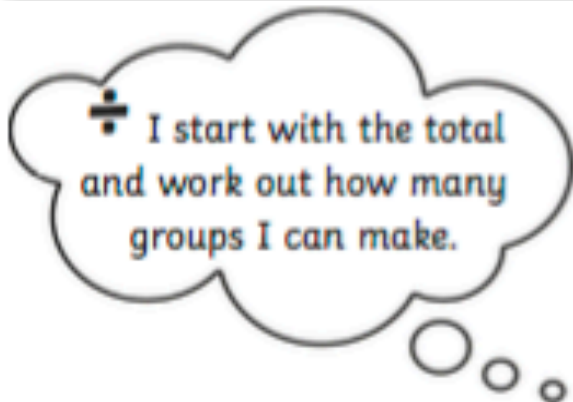 ÷ I start with the total
and work out how many
groups I can make.